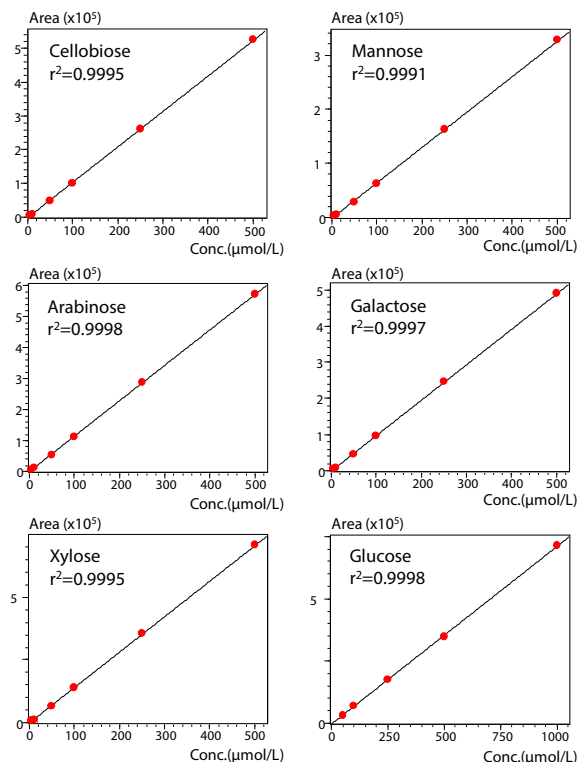 Area (x10⁵)
Cellobiose
r²=0.9995
5
4
3
2
1
0
0 100 200 300 400 500
Conc.(μmol/L)
Area (x10⁵)
Mannose
r²=0.9991
3
2
1
0
0 100 200 300 400 500
Conc.(μmol/L)
Area (x10⁵)
Arabinose
r²=0.9998
6
5
4
3
2
1
0
0 100 200 300 400 500
Conc.(μmol/L)
Area (x10⁵)
Galactose
r²=0.9997
5
4
3
2
1
0
0 100 200 300 400 500
Conc.(μmol/L)
Area (x10⁵)
Xylose
r²=0.9995
5
0
0 100 200 300 400 500
Conc.(μmol/L)
Area (x10⁵)
Glucose
r²=0.9998
5
0
0 250 500 750 1000
Conc.(μmol/L)